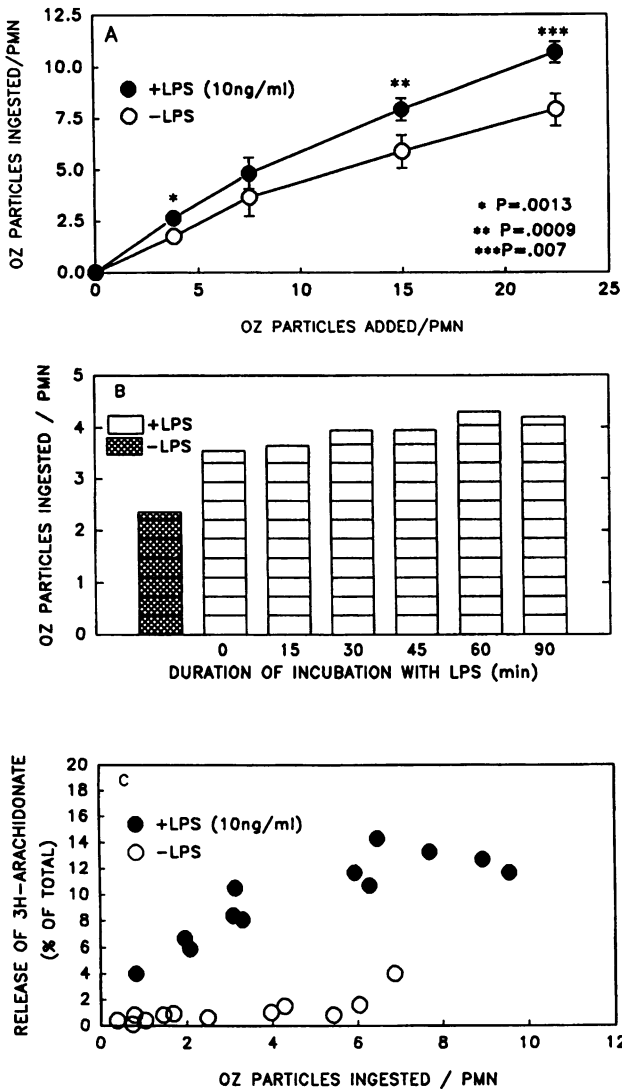 A
12.5
10.0
7.5
5.0
2.5
0.0
OZ PARTICLES INGESTED/PMN
+LPS (10ng/ml)
-LPS
*
**
***
* P=.0013
** P=.0009
***P=.007
0 5 10 15 20 25
OZ PARTICLES ADDED/PMN
B
5
4
3
2
1
0
OZ PARTICLES INGESTED / PMN
+LPS
-LPS
0 15 30 45 60 90
DURATION OF INCUBATION WITH LPS (min)
C
20
18
16
14
12
10
8
6
4
2
0
RELEASE OF 3H-ARACHIDONATE
(% OF TOTAL)
+LPS (10ng/ml)
-LPS
0 2 4 6 8 10 12
OZ PARTICLES INGESTED / PMN